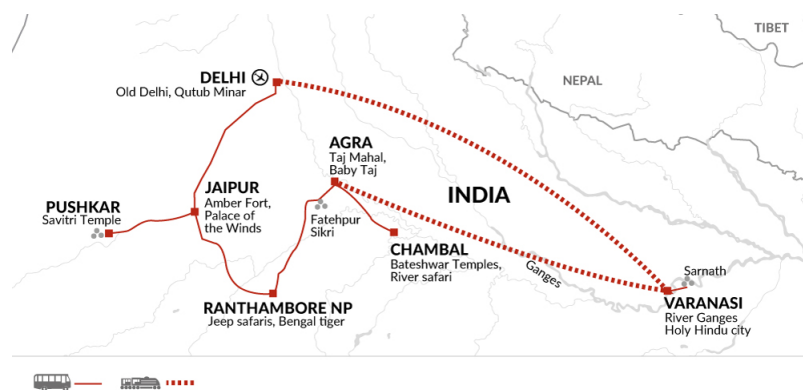 TIBET
NEPAL
DELHI
Old Delhi, Qutub Minar
AGRA
Taj Mahal,
Baby Taj
INDIA
JAIPUR
Amber Fort,
Palace of
the Winds
PUSHKAR
Savitri Temple
Fatehpur
Sikri
CHAMBAL
Bateshwar Temples,
River safari
Ganges
Sarnath
RANTHAMBORE NP
Jeep safaris, Bengal tiger
VARANASI
River Ganges
Holy Hindu city